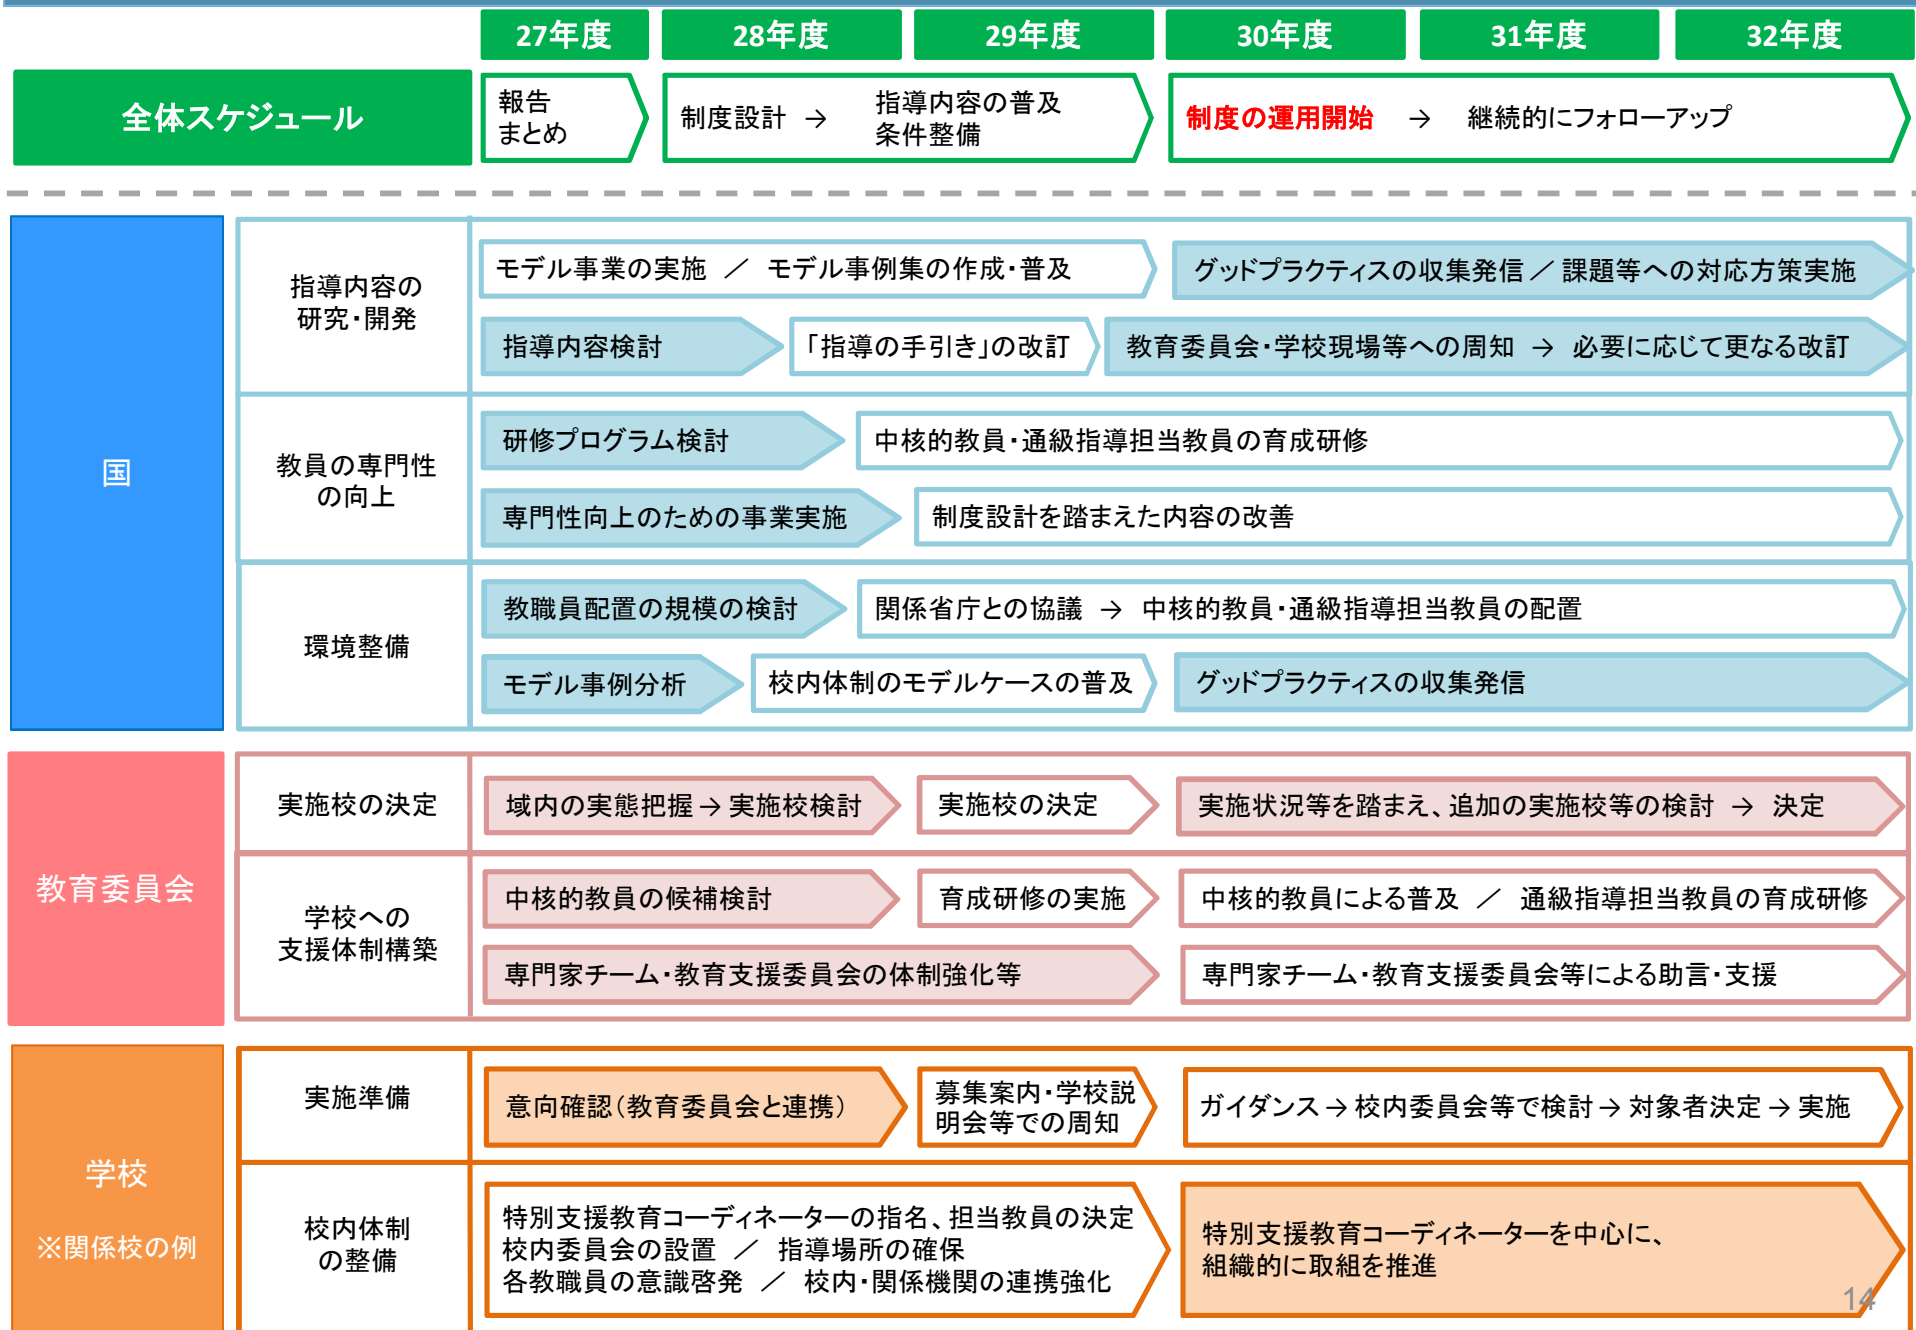 27年度
28年度
29年度
30年度
31年度
32年度
全体スケジュール
報告
まとめ
制度設計 → 指導内容の普及
条件整備
制度の運用開始 → 継続的にフォローアップ
国
指導内容の
研究・開発
モデル事業の実施 ／ モデル事例集の作成・普及
グッドプラクティスの収集発信 ／ 課題等への対応方策実施
指導内容検討
「指導の手引き」の改訂
教育委員会・学校現場等への周知 → 必要に応じて更なる改訂
教員の専門性
の向上
研修プログラム検討
中核的教員・通級指導担当教員の育成研修
専門性向上のための事業実施
制度設計を踏まえた内容の改善
環境整備
教職員配置の規模の検討
関係省庁との協議 → 中核的教員・通級指導担当教員の配置
モデル事例分析
校内体制のモデルケースの普及
グッドプラクティスの収集発信
教育委員会
実施校の決定
域内の実態把握 → 実施校検討
実施校の決定
実施状況等を踏まえ、追加の実施校等の検討 → 決定
学校への
支援体制構築
中核的教員の候補検討
育成研修の実施
中核的教員による普及 ／ 通級指導担当教員の育成研修
専門家チーム・教育支援委員会の体制強化等
専門家チーム・教育支援委員会等による助言・支援
学校
※関係校の例
実施準備
意向確認（教育委員会と連携）
募集案内・学校説
明会等での周知
ガイダンス → 校内委員会等で検討 → 対象者決定 → 実施
校内体制
の整備
特別支援教育コーディネーターの指名、担当教員の決定
校内委員会の設置 ／ 指導場所の確保
各教職員の意識啓発 ／ 校内・関係機関の連携強化
特別支援教育コーディネーターを中心に、
組織的に取組を推進
14